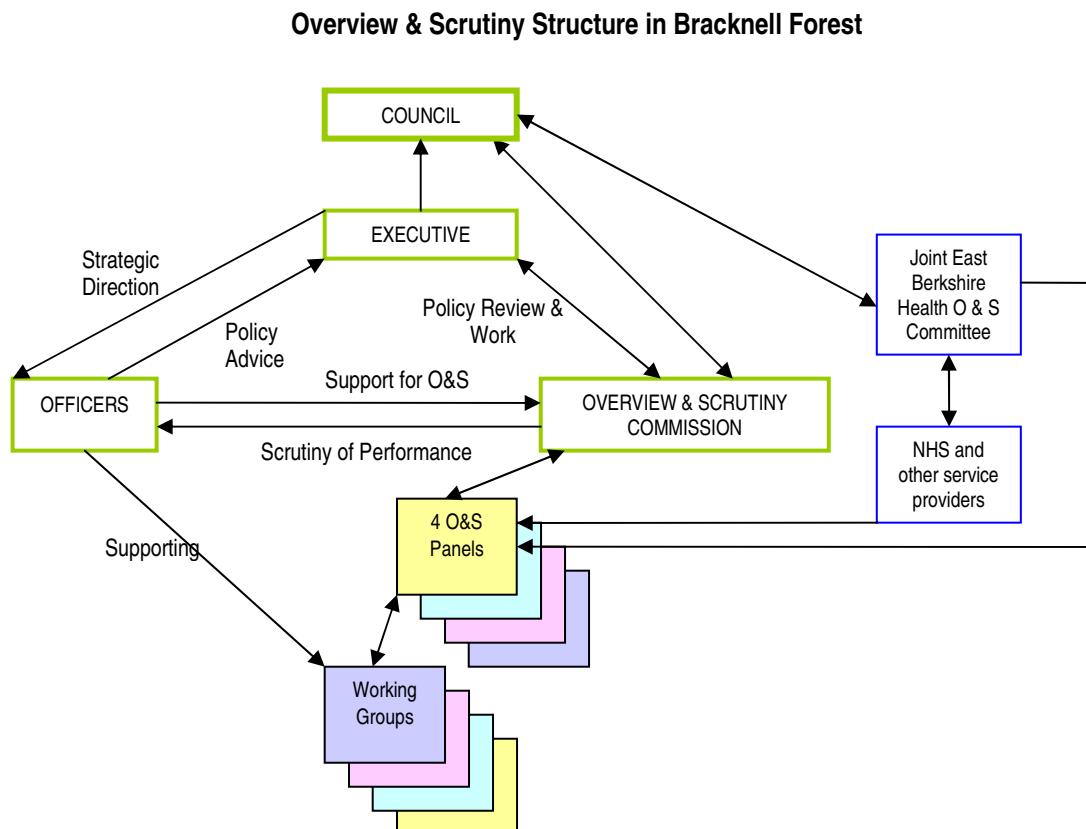 Overview & Scrutiny Structure in Bracknell Forest
COUNCIL
EXECUTIVE
Strategic
Direction
Policy
Advice
Policy Review &
Work
Joint East
Berkshire
Health O & S
Committee
OFFICERS
Support for O&S
OVERVIEW & SCRUTINY
COMMISSION
Scrutiny of Performance
NHS and
other service
providers
4 O&S
Panels
Supporting
Working
Groups